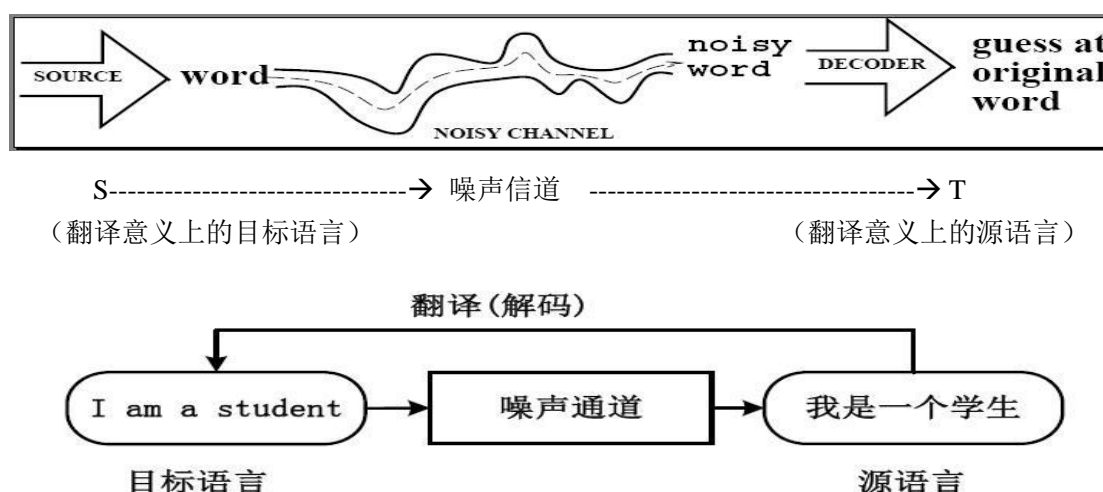 SOURCE
word
NOISY CHANNEL
noisy
word
DECODER
guess at
original
word
S--------------------------------→ 噪声信道 -----------------------------------→ T
（翻译意义上的目标语言） （翻译意义上的源语言）
翻译(解码)
I am a student 噪声通道 我是一个学生
目标语言 源语言